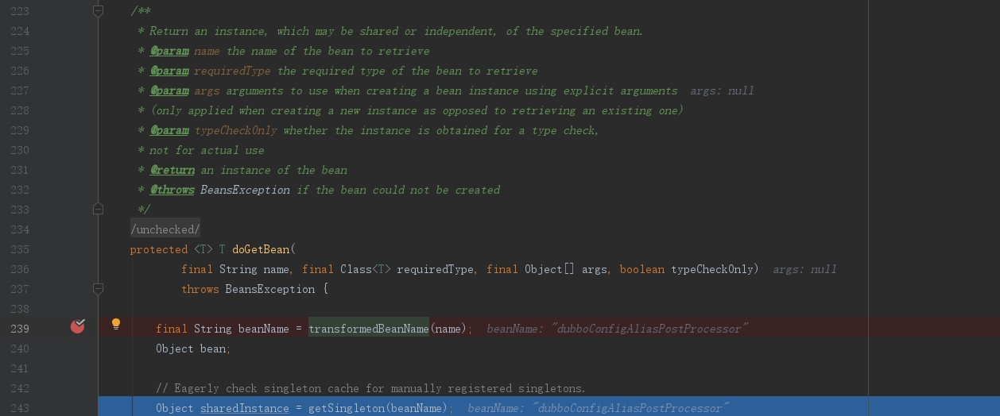 223 /**
224 * Return an instance, which may be shared or independent, of the specified bean.
225 * @param name the name of the bean to retrieve
226 * @param requiredType the required type of the bean to retrieve
227 * @param args arguments to use when creating a bean instance using explicit arguments args: null
228 * (only applied when creating a new instance as opposed to retrieving an existing one)
229 * @param typeCheckOnly whether the instance is obtained for a type check,
230 * not for actual use
231 * @return an instance of the bean
232 * @throws BeansException if the bean could not be created
233 */
234 /unchecked/
235 protected <T> T doGetBean(
236 final String name, final Class<T> requiredType, final Object[] args, boolean typeCheckOnly) args: null
237 throws BeansException {
238
239 final String beanName = transformedBeanName(name); beanName: "dubboConfigAliasPostProcessor"
240 Object bean;
241
242 // Eagerly check singleton cache for manually registered singletons.
243 Object sharedInstance = getSingleton(beanName); beanName: "dubboConfigAliasPostProcessor"